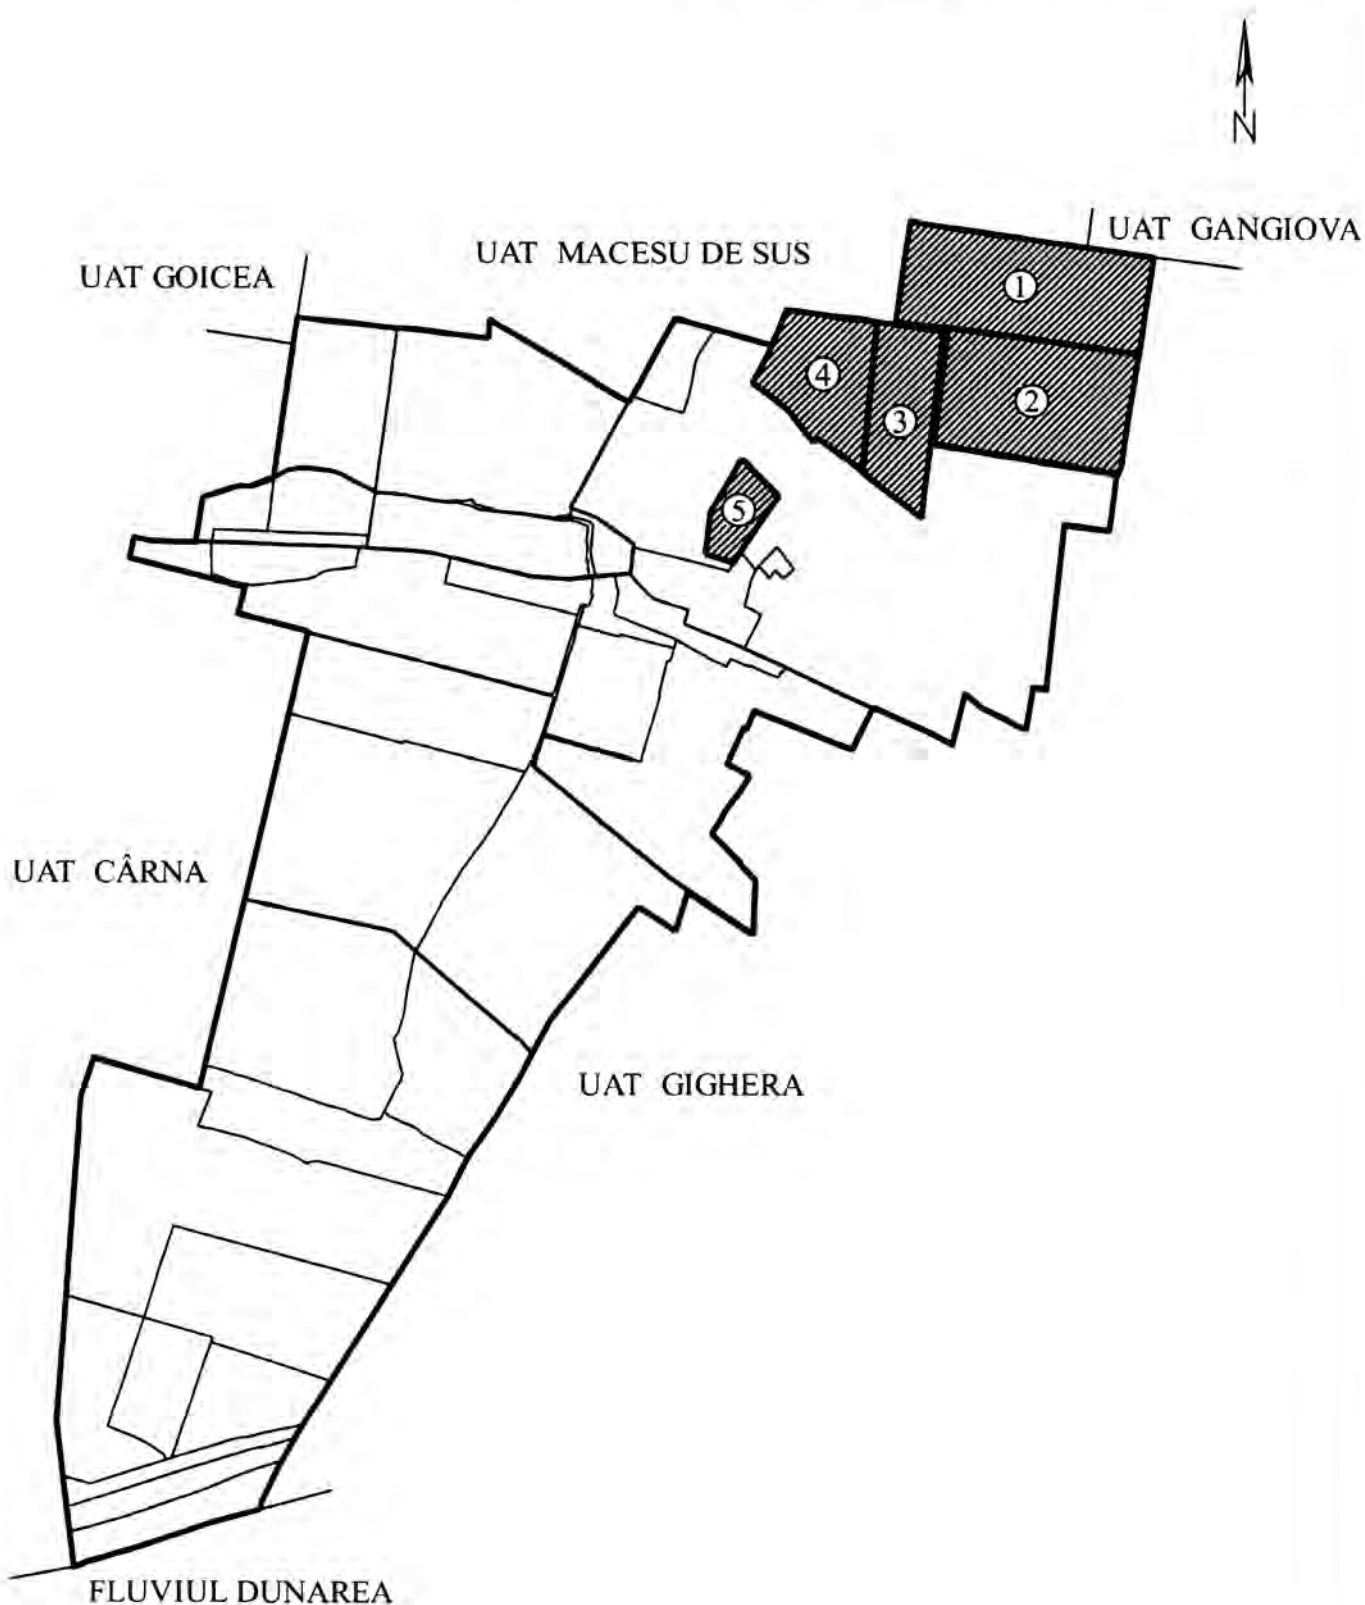 N
UAT GANGIOVA
UAT MACESU DE SUS
UAT GOICEA
1
4
2
3
5
UAT CÂRNA
UAT GIGHERA
FLUVIUL DUNAREA